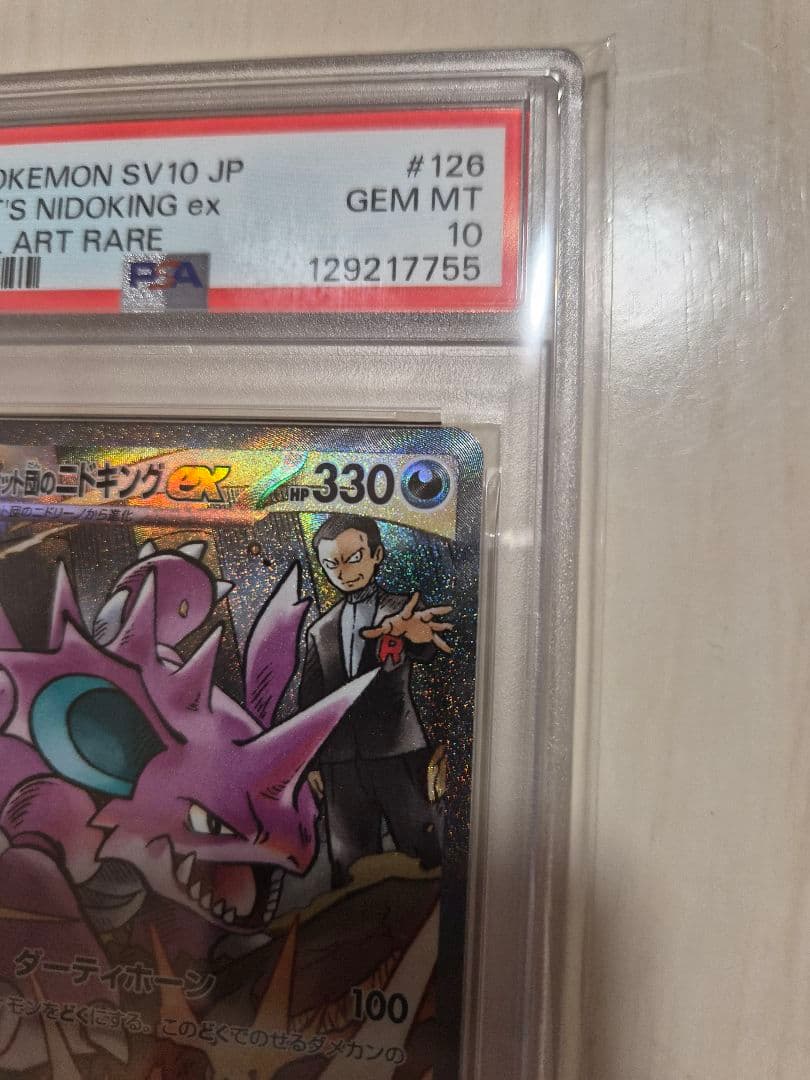 OKEMON SV10 JP #126
T'S NIDOKING ex GEM MT
L ART RARE 10
PSA 129217755
ット団のニドキングex HP330
ト団のニドリーノから進化
R
ダーティホーン 100
モンをどくにする。このどくでのせるダメカンの